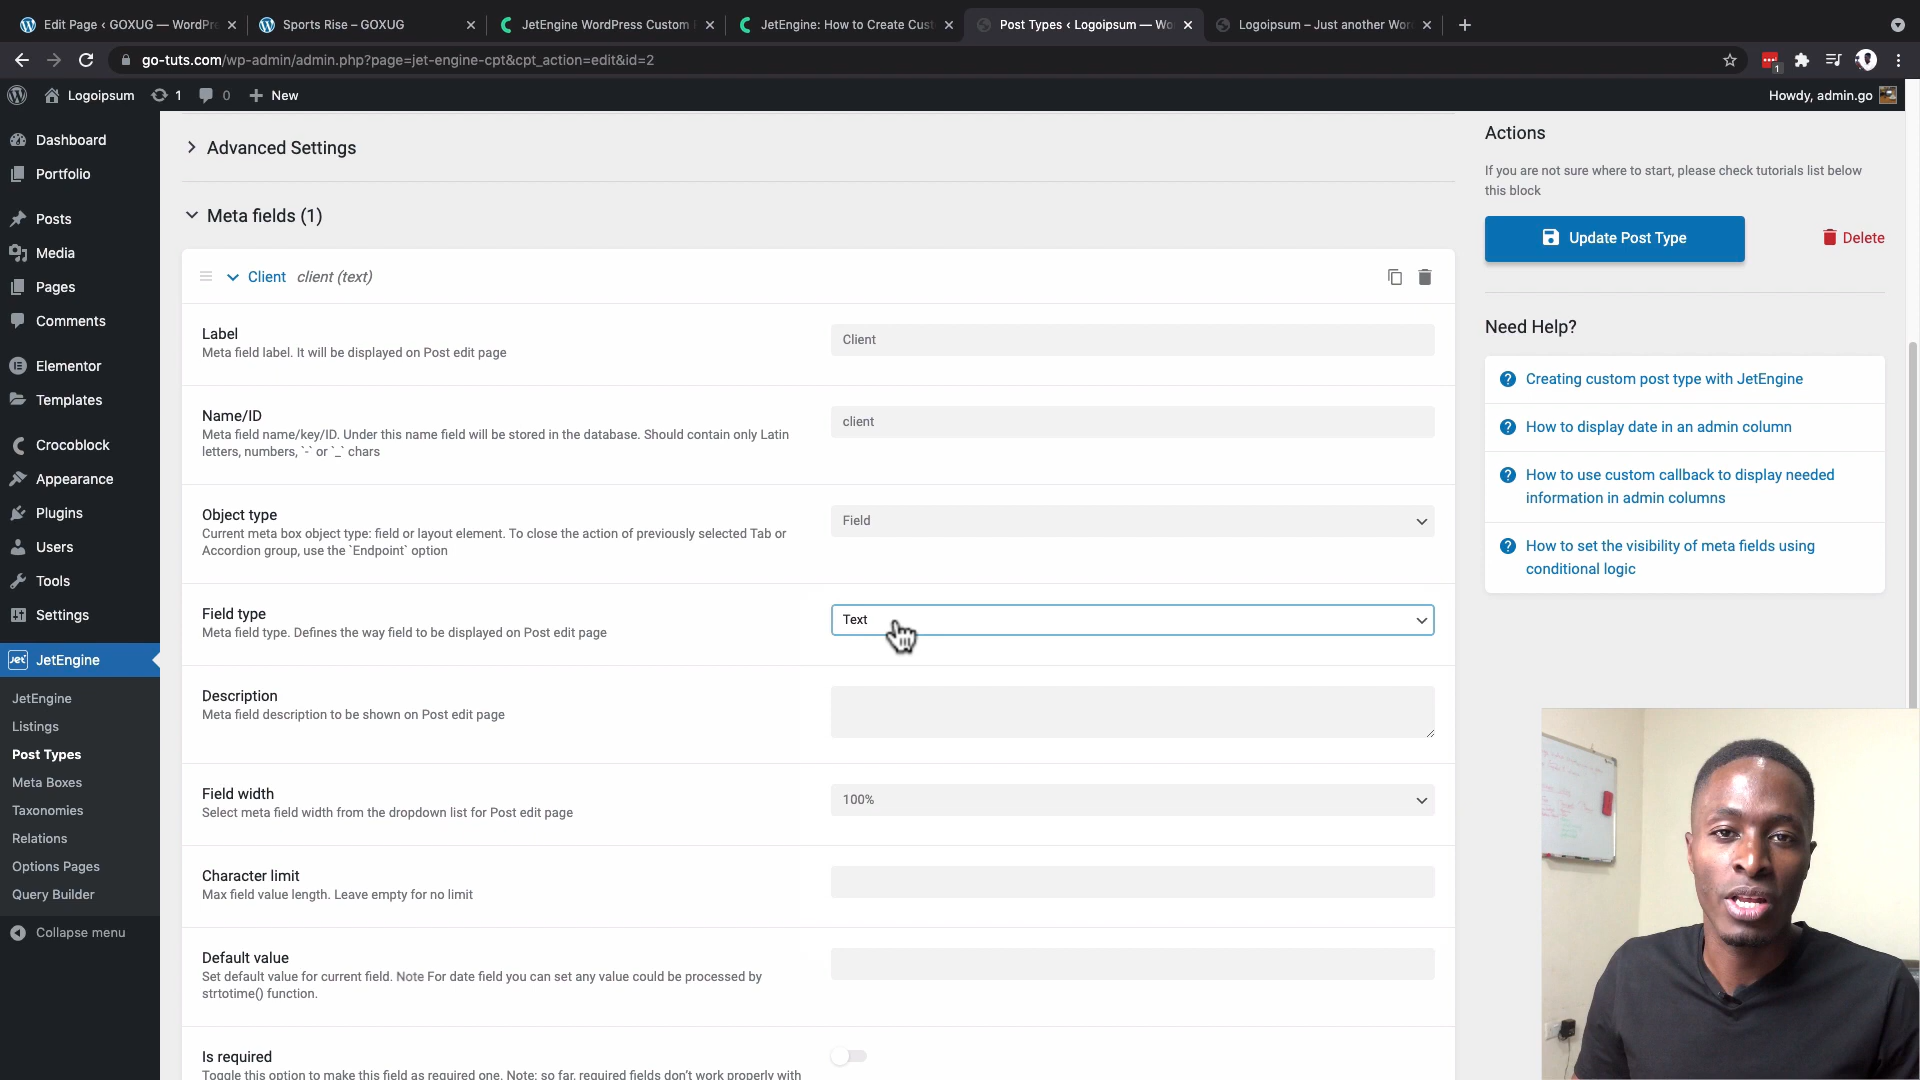 Edit Page ‹ GOXUG — WordPr
Sports Rise – GOXUG
JetEngine WordPress Custom
JetEngine: How to Create Cust
Post Types ‹ Logoipsum — Wo
Logoipsum – Just another Wor
go-tuts.com/wp-admin/admin.php?page=jet-engine-cpt&cpt_action=edit&id=2
1
Logoipsum
1
0
New
Howdy, admin.go
Dashboard
Portfolio
Posts
Media
Pages
Comments
Elementor
Templates
Crocoblock
Appearance
Plugins
Users
Tools
Settings
Jet
JetEngine
JetEngine
Listings
Post Types
Meta Boxes
Taxonomies
Relations
Options Pages
Query Builder
Collapse menu
Advanced Settings
Meta fields (1)
Client client (text)
Label
Meta field label. It will be displayed on Post edit page
Client
Name/ID
Meta field name/key/ID. Under this name field will be stored in the database. Should contain only Latin
letters, numbers, `-` or `_` chars
client
Object type
Current meta box object type: field or layout element. To close the action of previously selected Tab or
Accordion group, use the `Endpoint` option
Field
Field type
Meta field type. Defines the way field to be displayed on Post edit page
Text
Description
Meta field description to be shown on Post edit page
Field width
Select meta field width from the dropdown list for Post edit page
100%
Character limit
Max field value length. Leave empty for no limit
Default value
Set default value for current field. Note For date field you can set any value could be processed by
strtotime() function.
Is required
Toggle this option to make this field as required one. Note: so far, required fields don't work properly with
Actions
If you are not sure where to start, please check tutorials list below
this block
Update Post Type
Delete
Need Help?
Creating custom post type with JetEngine
How to display date in an admin column
How to use custom callback to display needed
information in admin columns
How to set the visibility of meta fields using
conditional logic